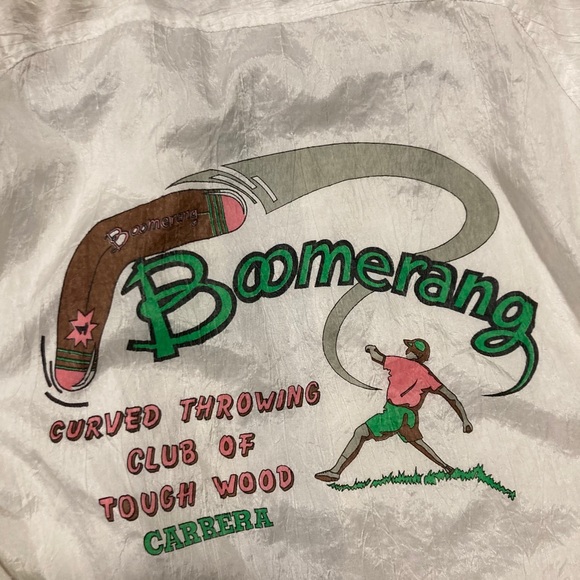 Boomerang
Boomerang
CURVED THROWING
CLUB OF
TOUGH WOOD
CARRERA